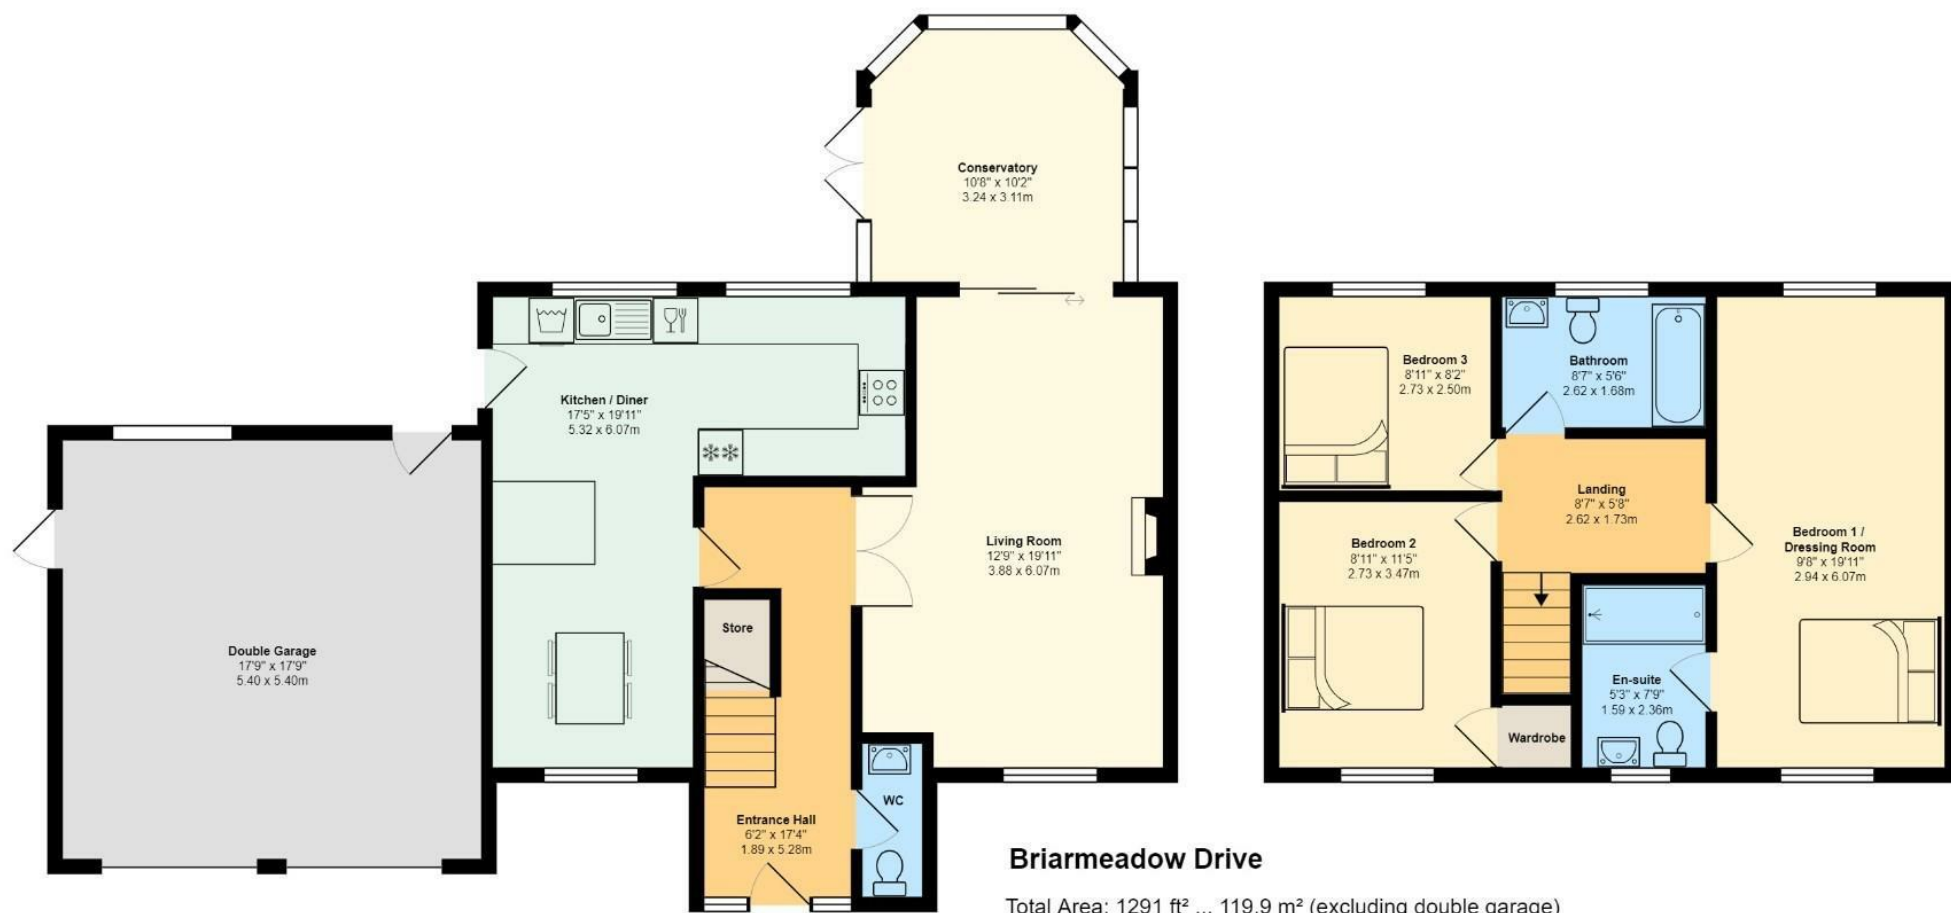 Conservatory
10'8" x 10'2"
3.24 x 3.11m
Kitchen / Diner
17'5" x 19'11"
5.32 x 6.07m
Living Room
12'9" x 19'11"
3.88 x 6.07m
Store
Double Garage
17'9" x 17'9"
5.40 x 5.40m
WC
Entrance Hall
6'2" x 17'4"
1.89 x 5.28m
Bedroom 3
8'11" x 8'2"
2.73 x 2.50m
Bathroom
8'7" x 5'6"
2.62 x 1.68m
Landing
8'7" x 5'8"
2.62 x 1.73m
Bedroom 2
8'11" x 11'5"
2.73 x 3.47m
Bedroom 1 /
Dressing Room
9'8" x 19'11"
2.94 x 6.07m
En-suite
5'3" x 7'9"
1.59 x 2.36m
Wardrobe
Briarmeadow Drive
Total Area: 1291 ft² ... 119.9 m² (excluding double garage)